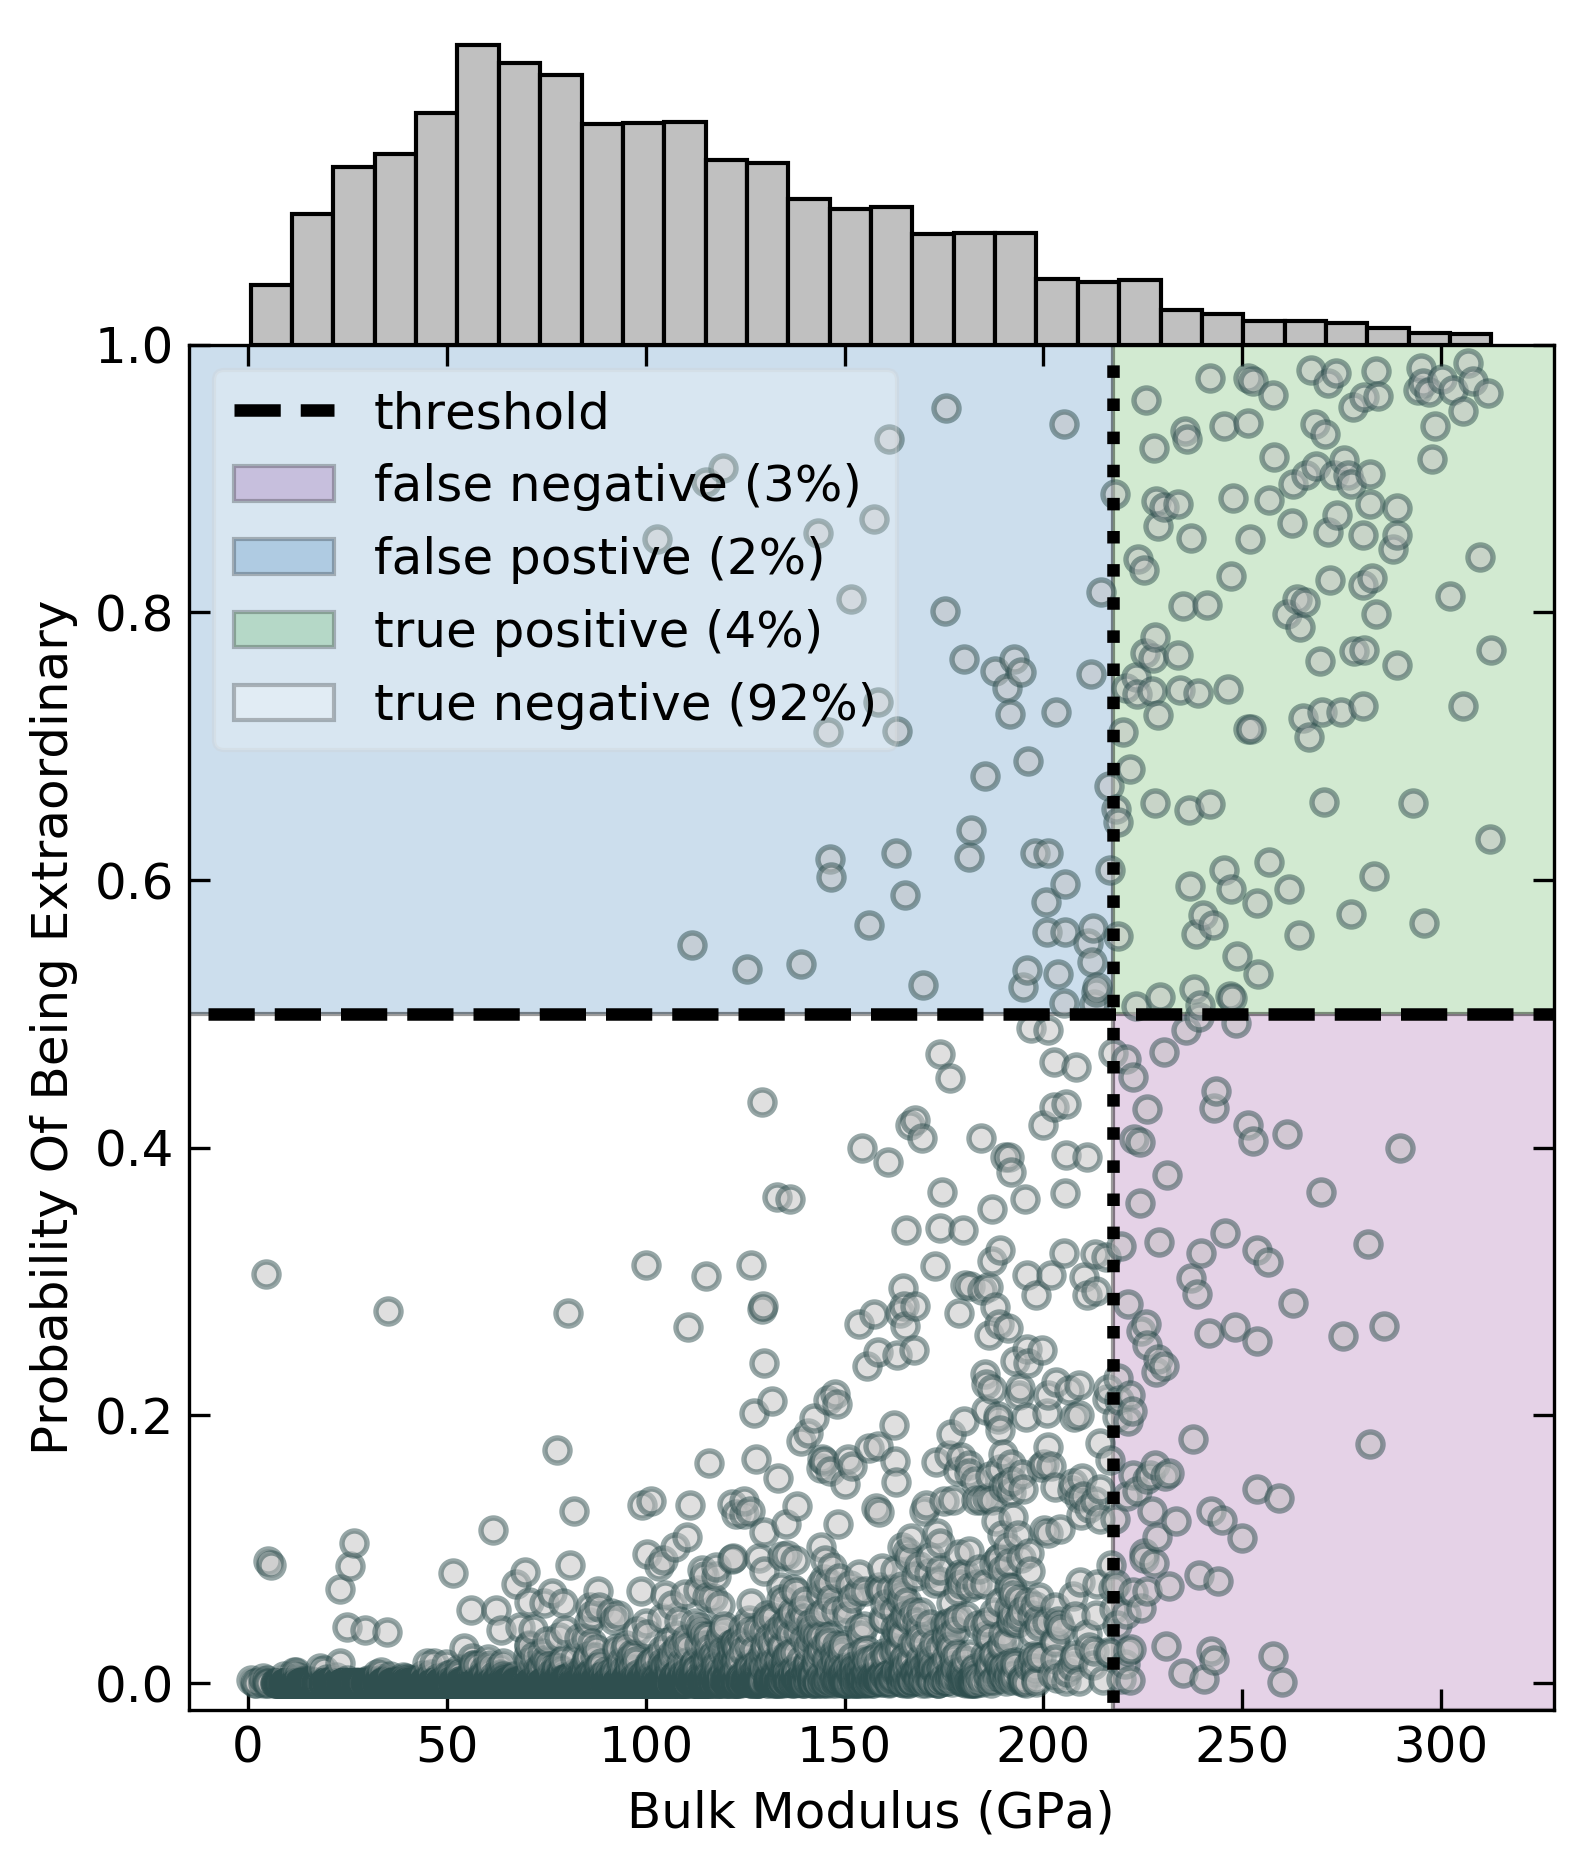 1.0
0.8
0.6
0.4
0.2
0.0
Probability Of Being Extraordinary
threshold
false negative (3%)
false postive (2%)
true positive (4%)
true negative (92%)
0 50 100 150 200 250 300
Bulk Modulus (GPa)